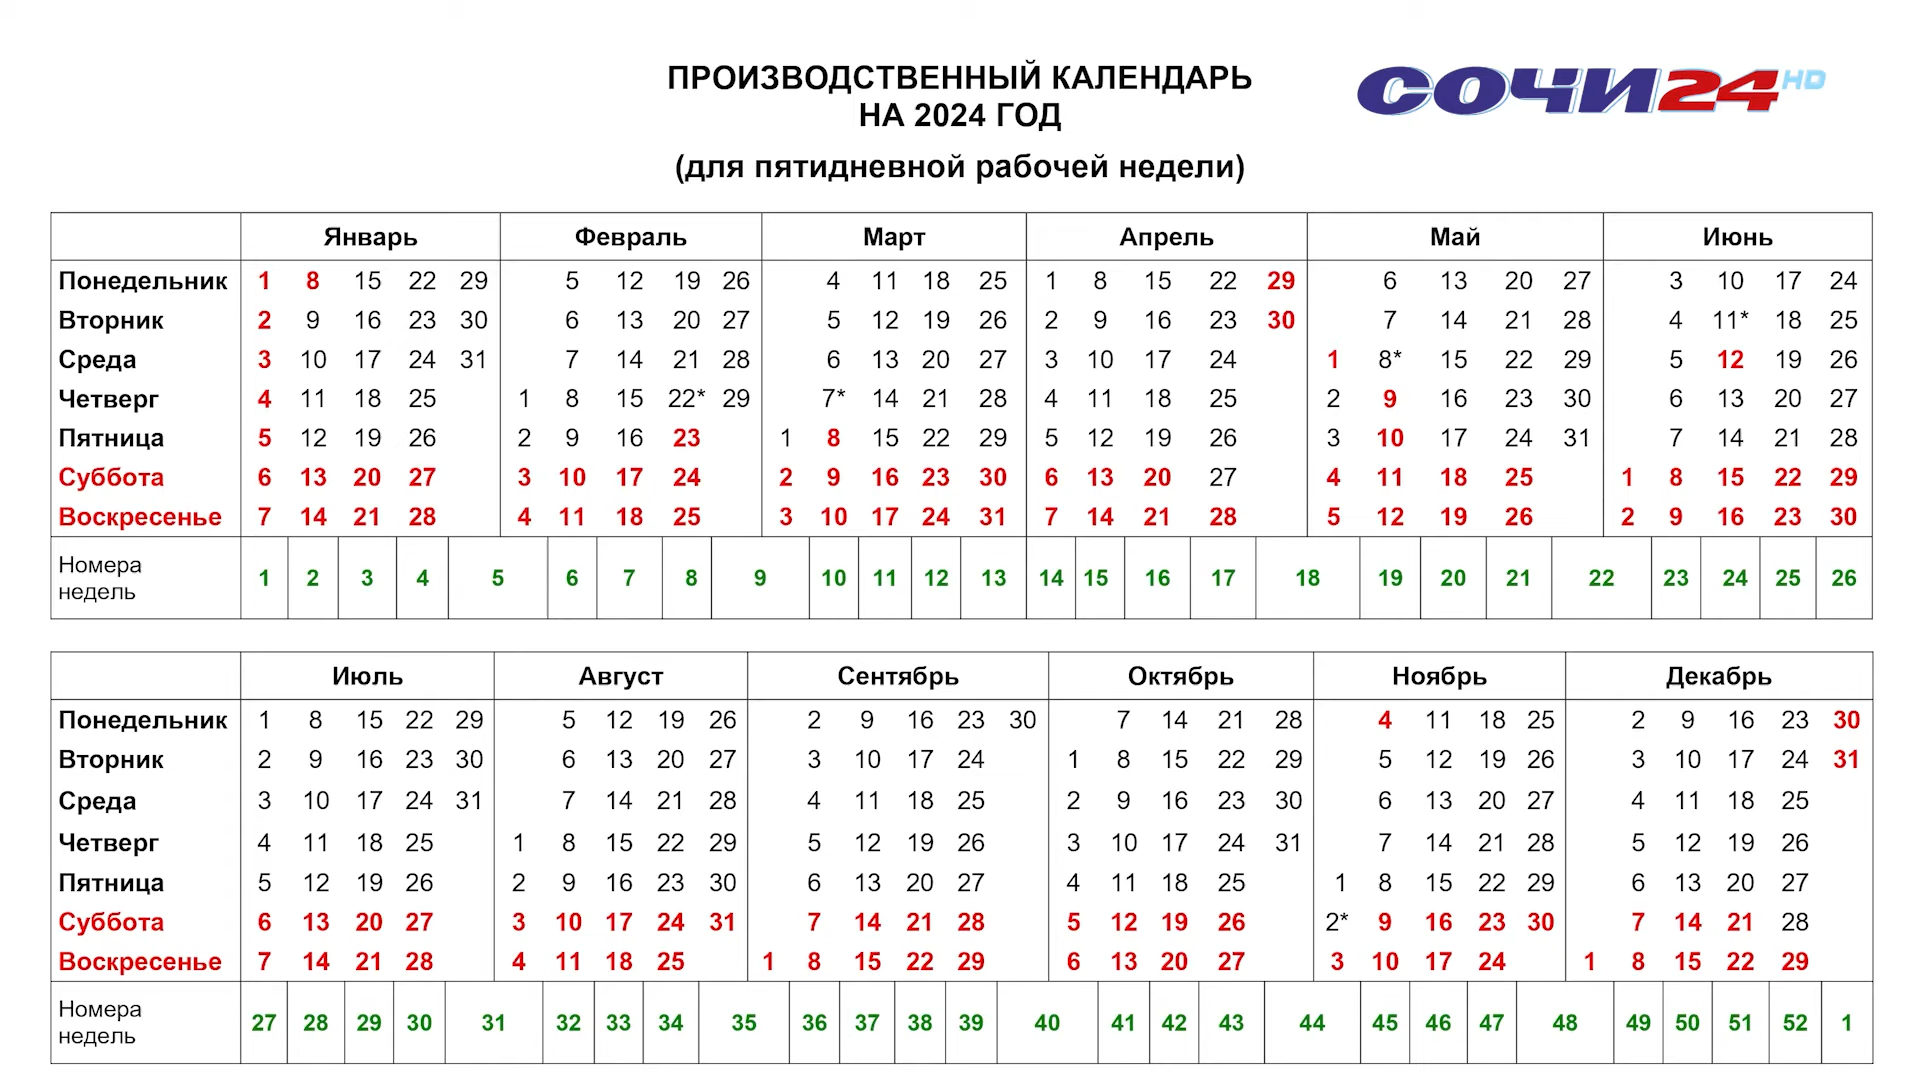 ПРОИЗВОДСТВЕННЫЙ КАЛЕНДАРЬ
НА 2024 ГОД
СОЧИ24 HD
(для пятидневной рабочей недели)
Январь Февраль Март Апрель Май Июнь
Понедельник 1 8 15 22 29 5 12 19 26 4 11 18 25 1 8 15 22 29 6 13 20 27 3 10 17 24
Вторник 2 9 16 23 30 6 13 20 27 5 12 19 26 2 9 16 23 30 7 14 21 28 4 11* 18 25
Среда 3 10 17 24 31 7 14 21 28 6 13 20 27 3 10 17 24 1 8* 15 22 29 5 12 19 26
Четверг 4 11 18 25 1 8 15 22* 29 7* 14 21 28 4 11 18 25 2 9 16 23 30 6 13 20 27
Пятница 5 12 19 26 2 9 16 23 1 8 15 22 29 5 12 19 26 3 10 17 24 31 7 14 21 28
Суббота 6 13 20 27 3 10 17 24 2 9 16 23 30 6 13 20 27 4 11 18 25 1 8 15 22 29
Воскресенье 7 14 21 28 4 11 18 25 3 10 17 24 31 7 14 21 28 5 12 19 26 2 9 16 23 30
Номера
недель
1 2 3 4 5 6 7 8 9 10 11 12 13 14 15 16 17 18 19 20 21 22 23 24 25 26
Июль Август Сентябрь Октябрь Ноябрь Декабрь
Понедельник 1 8 15 22 29 5 12 19 26 2 9 16 23 30 7 14 21 28 4 11 18 25 2 9 16 23 30
Вторник 2 9 16 23 30 6 13 20 27 3 10 17 24 1 8 15 22 29 5 12 19 26 3 10 17 24 31
Среда 3 10 17 24 31 7 14 21 28 4 11 18 25 2 9 16 23 30 6 13 20 27 4 11 18 25
Четверг 4 11 18 25 1 8 15 22 29 5 12 19 26 3 10 17 24 31 7 14 21 28 5 12 19 26
Пятница 5 12 19 26 2 9 16 23 30 6 13 20 27 4 11 18 25 1 8 15 22 29 6 13 20 27
Суббота 6 13 20 27 3 10 17 24 31 7 14 21 28 5 12 19 26 2* 9 16 23 30 7 14 21 28
Воскресенье 7 14 21 28 4 11 18 25 1 8 15 22 29 6 13 20 27 3 10 17 24 1 8 15 22 29
Номера
недель
27 28 29 30 31 32 33 34 35 36 37 38 39 40 41 42 43 44 45 46 47 48 49 50 51 52 1